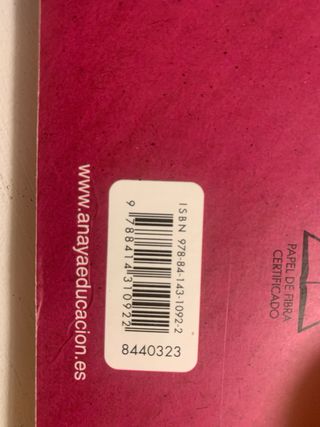 www.anayaeducacion.es
ISBN 978-84-143-1092-2
9 788414 310922
8440323
PAPEL DE FIBRA
CERTIFICADO